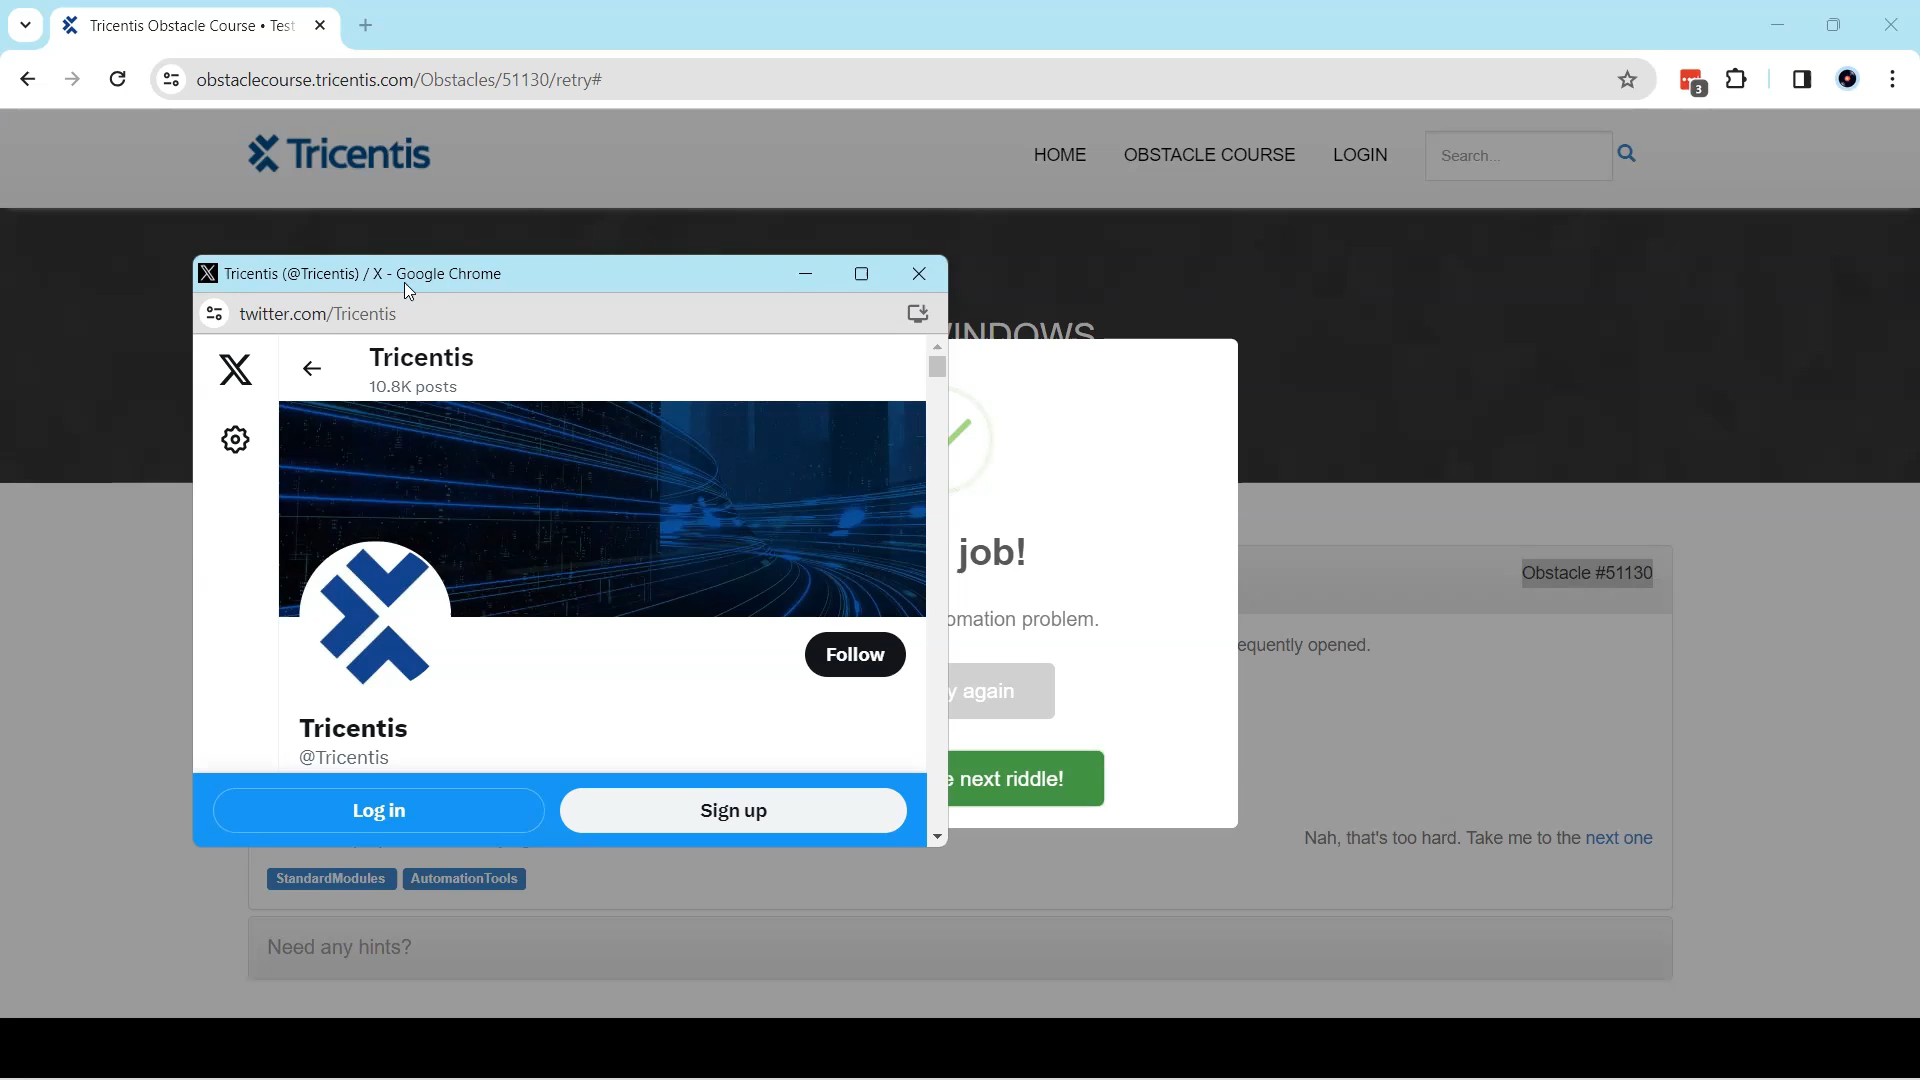 Tricentis Obstacle Course • Test
obstaclecourse.tricentis.com/Obstacles/51130/retry#
3
Tricentis
HOME
OBSTACLE COURSE
LOGIN
Search...
Tricentis (@Tricentis) / X - Google Chrome
twitter.com/Tricentis
Tricentis
10.8K posts
Follow
Tricentis
@Tricentis
Log in
Sign up
job!
problem.
again
next riddle!
Obstacle #51130
opened.
Nah, that's too hard. Take me to the next one
StandardModules
AutomationTools
Need any hints?